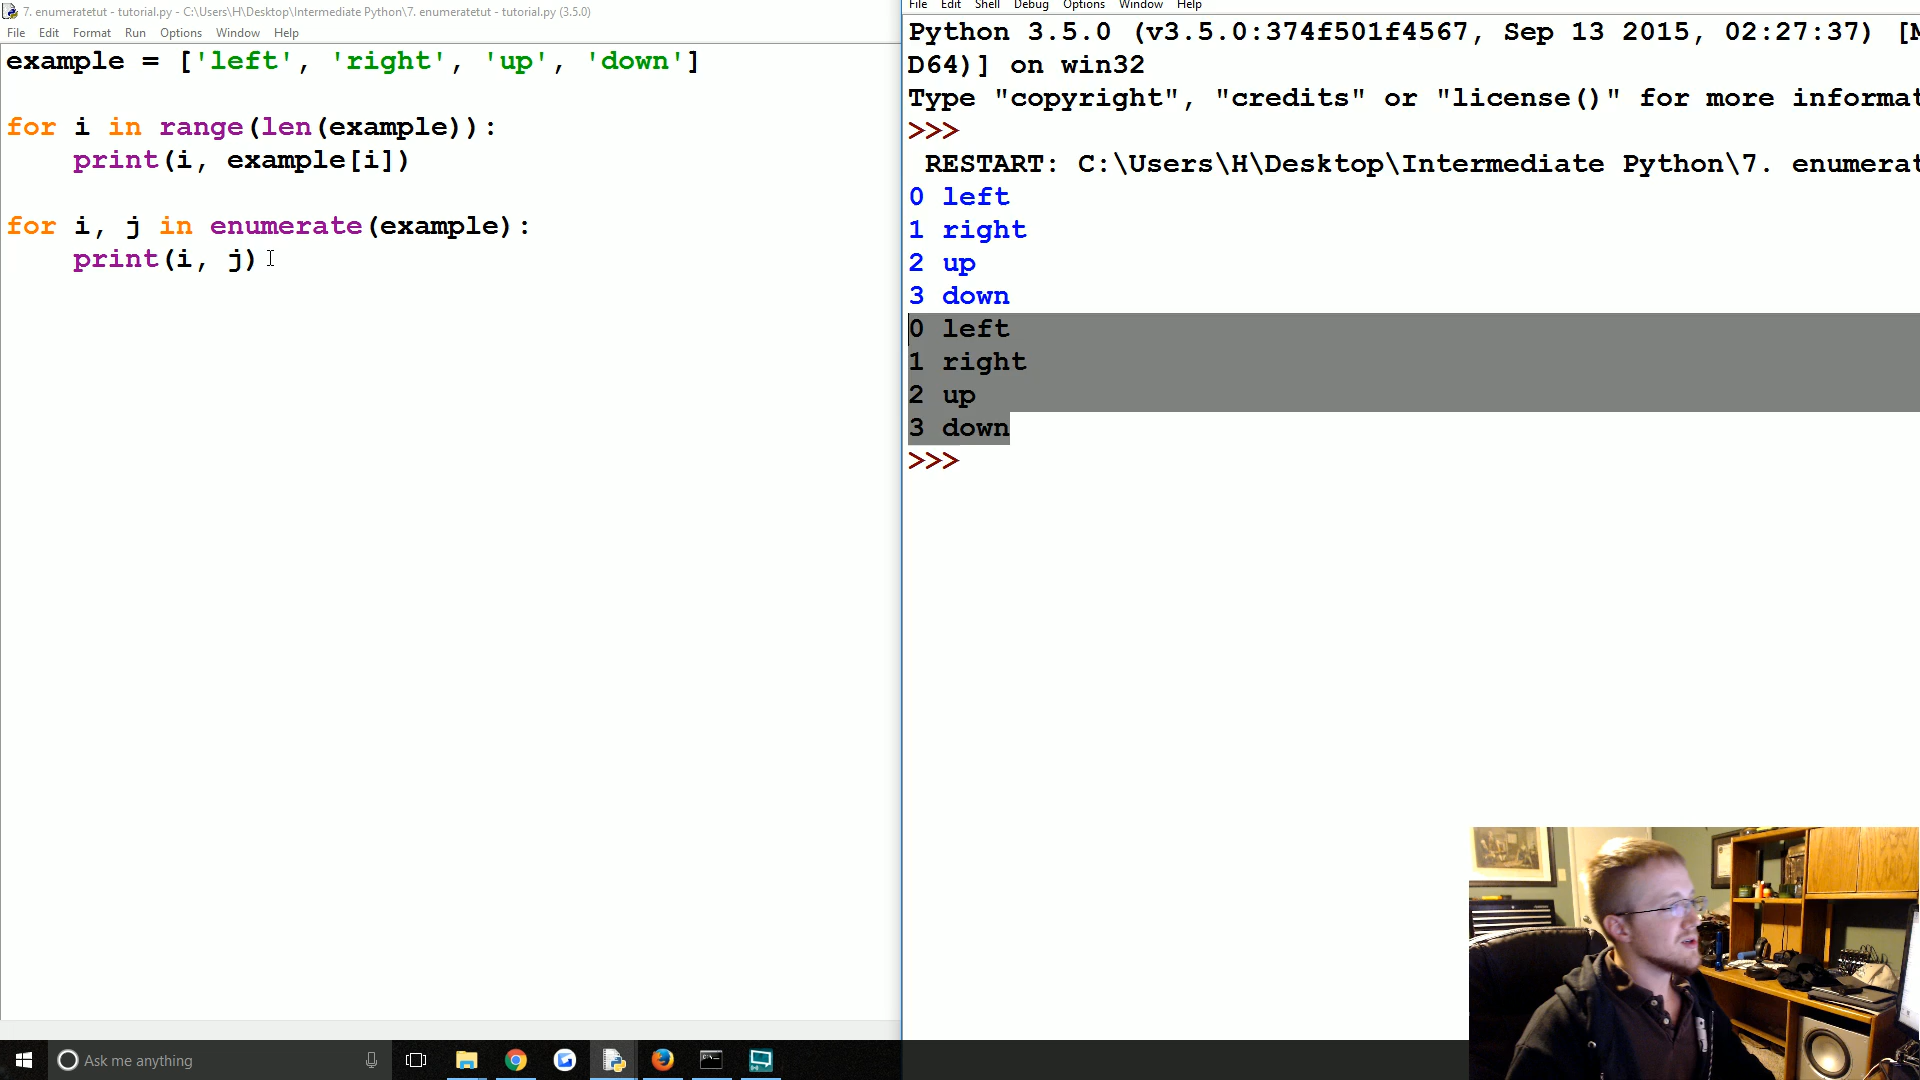 7. enumeratetut - tutorial.py - C:\Users\H\Desktop\Intermediate Python\7. enumeratetut - tutorial.py (3.5.0)
File Edit Format Run Options Window Help
example = ['left', 'right', 'up', 'down']
for i in range(len(example)):
print(i, example[i])
for i, j in enumerate(example):
print(i, j)
File Edit Shell Debug Options Window Help
Python 3.5.0 (v3.5.0:374f501f4567, Sep 13 2015, 02:27:37) [M
D64)] on win32
Type "copyright", "credits" or "license()" for more informat
>>>
RESTART: C:\Users\H\Desktop\Intermediate Python\7. enumerat
0 left
1 right
2 up
3 down
0 left
1 right
2 up
3 down
>>>
Ask me anything